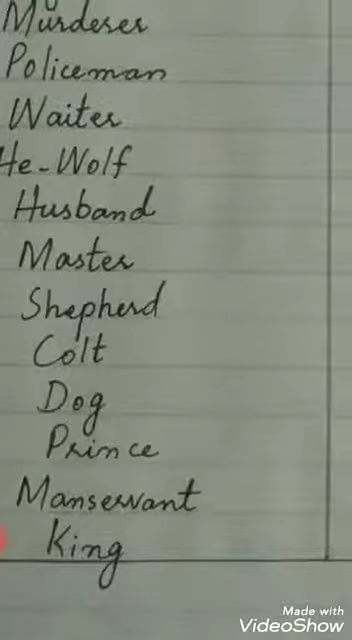 Murderer
Policeman
Waiter
He-Wolf
Husband
Master
Shepherd
Colt
Dog
Prince
Manservant
King
Made with
VideoShow